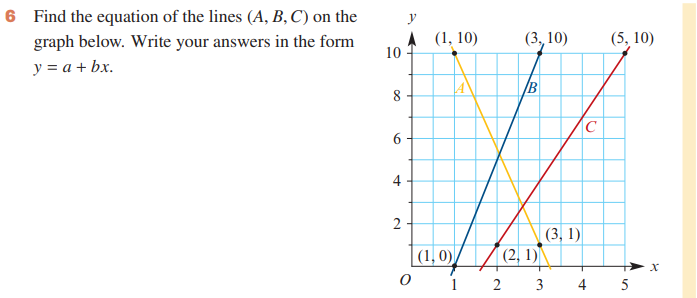 6 Find the equation of the lines (A, B, C) on the
graph below. Write your answers in the form
y = a + bx.
y
(1, 10) (3, 10) (5, 10)
10
A B
8
C
6
4
2
(3, 1)
(1, 0) (2, 1)
x
O 1 2 3 4 5